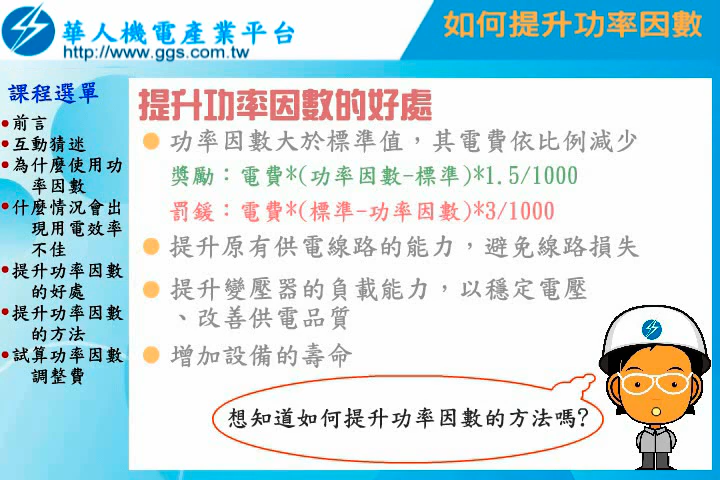 華人機電產業平台
http://www.ggs.com.tw
如何提升功率因數
課程選單
•前言
•互動猜迷
•為什麼使用功
率因數
•什麼情況會出
現用電效率
不佳
•提升功率因數
的好處
•提升功率因數
的方法
•試算功率因數
調整費
提升功率因數的好處
功率因數大於標準值，其電費依比例減少
獎勵：電費*(功率因數-標準)*1.5/1000
罰鍰：電費*(標準-功率因數)*3/1000
提升原有供電線路的能力，避免線路損失
提升變壓器的負載能力，以穩定電壓
、改善供電品質
增加設備的壽命
想知道如何提升功率因數的方法嗎?